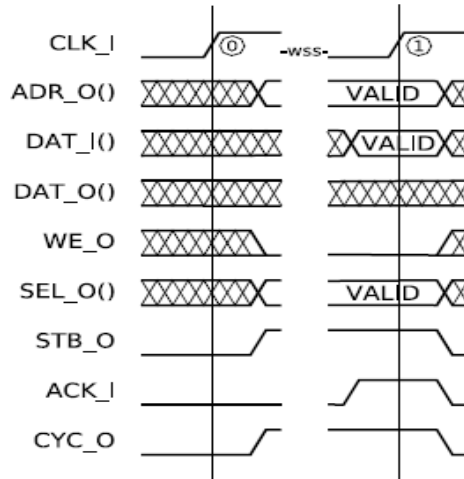 CLK_I 0 -wss- 1
ADR_O() VALID
DAT_I() VALID
DAT_O()
WE_O
SEL_O() VALID
STB_O
ACK_I
CYC_O